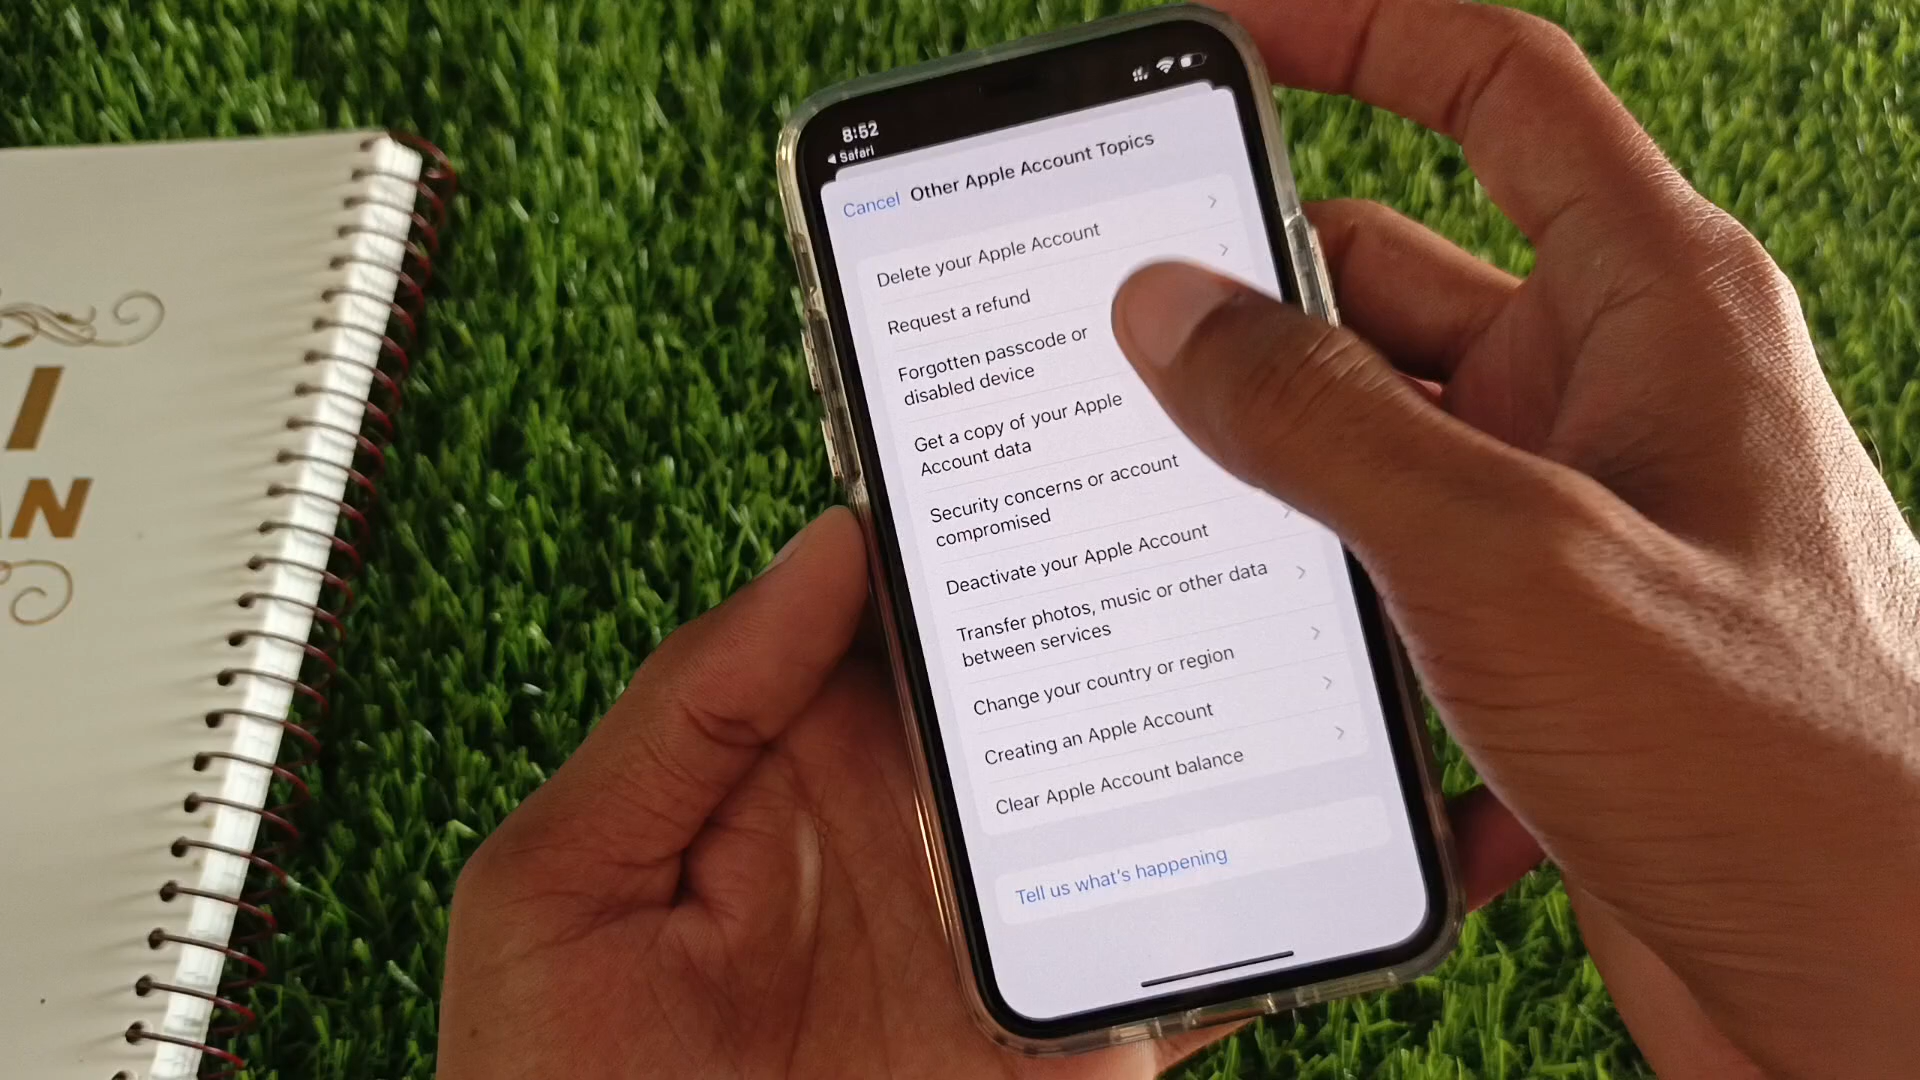 I
N
8:52
Safari
Cancel Other Apple Account Topics
Delete your Apple Account
Request a refund
Forgotten passcode or
disabled device
Get a copy of your Apple
Account data
Security concerns or account
compromised
Deactivate your Apple Account
Transfer photos, music or other data
between services
Change your country or region
Creating an Apple Account
Clear Apple Account balance
Tell us what's happening